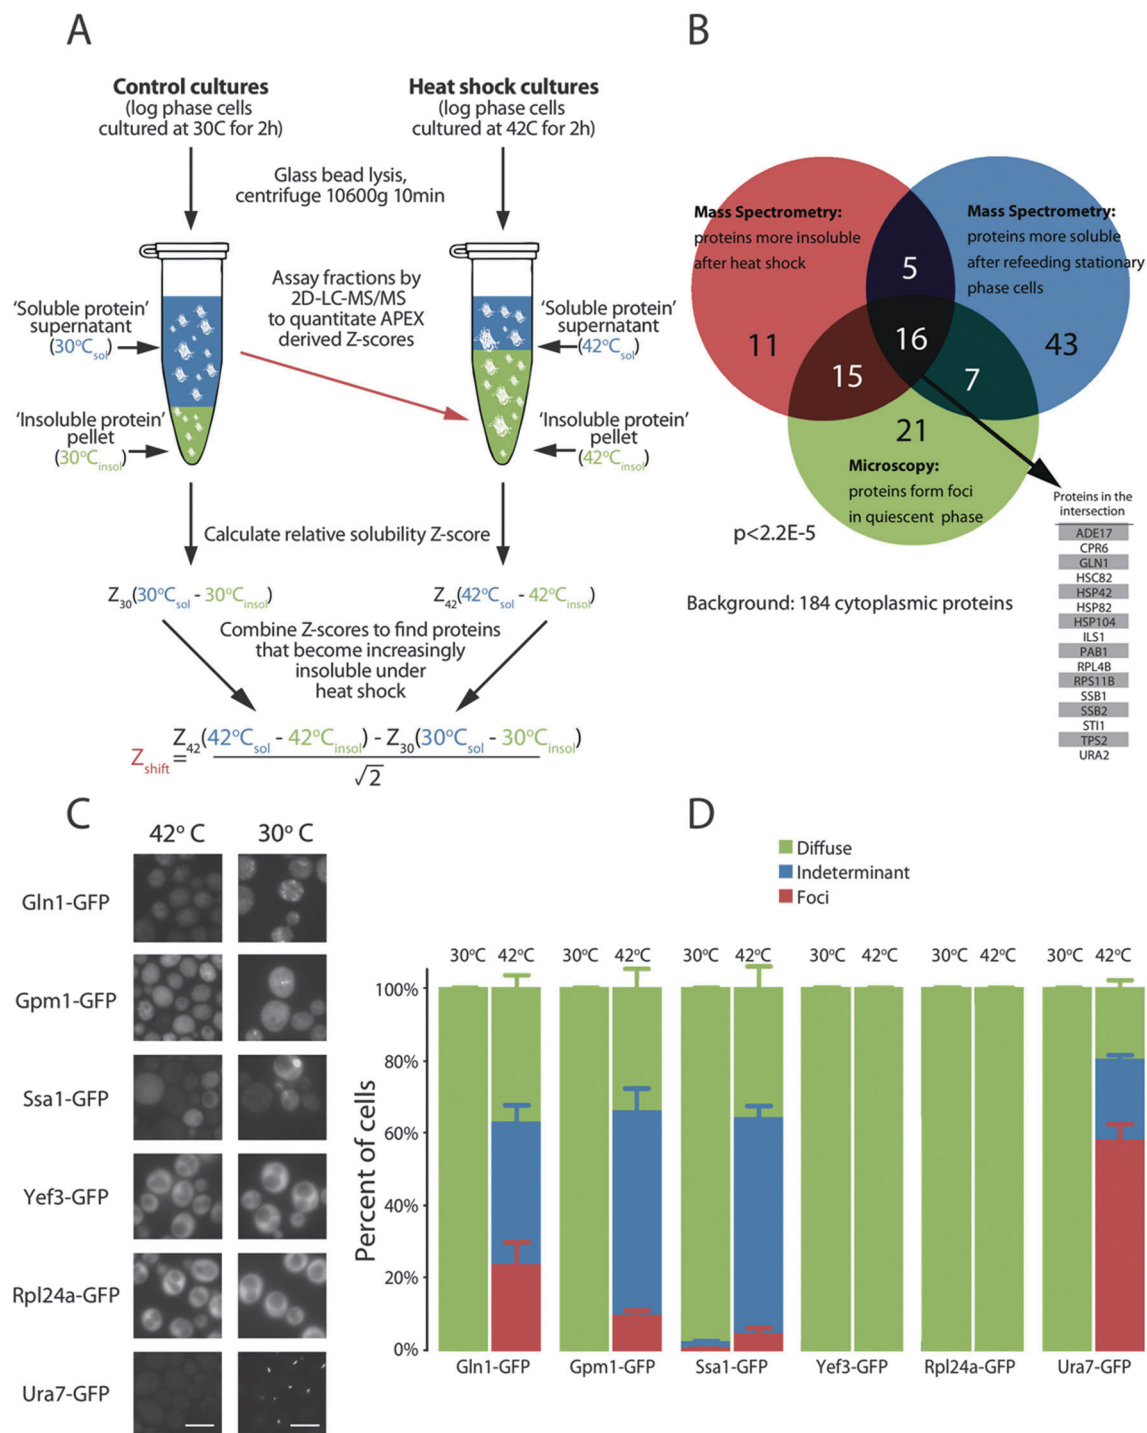 A
Control cultures
(log phase cells
cultured at 30C for 2h)
Heat shock cultures
(log phase cells
cultured at 42C for 2h)
Glass bead lysis,
centrifuge 10600g 10min
Assay fractions by
2D-LC-MS/MS
to quantitate APEX
derived Z-scores
'Soluble protein'
supernatant
(30°C sol)
'Insoluble protein'
pellet
(30°C insol)
'Soluble protein'
supernatant
(42°C sol)
'Insoluble protein'
pellet
(42°C insol)
Calculate relative solubility Z-score
Z30(30°Csol - 30°Cinsol)
Z42(42°Csol - 42°Cinsol)
Combine Z-scores to find proteins
that become increasingly
insoluble under
heat shock
Zshift = Z42(42°Csol - 42°Cinsol) - Z30(30°Csol - 30°Cinsol)
√2
B
Mass Spectrometry:
proteins more insoluble
after heat shock
Mass Spectrometry:
proteins more soluble
after refeeding stationary
phase cells
5
11
16
43
15
7
21
Microscopy:
proteins form foci
in quiescent phase
p<2.2E-5
Background: 184 cytoplasmic proteins
Proteins in the
intersection
ADE17
CPR6
GLN1
HSC82
HSP42
HSP82
HSP104
ILS1
PAB1
RPL4B
RPS11B
SSB1
SSB2
STI1
TPS2
URA2
C
42° C 30° C
Gln1-GFP
Gpm1-GFP
Ssa1-GFP
Yef3-GFP
Rpl24a-GFP
Ura7-GFP
D
Diffuse
Indeterminant
Foci
30°C 42°C 30°C 42°C 30°C 42°C 30°C 42°C 30°C 42°C 30°C 42°C
Percent of cells
100%
80%
60%
40%
20%
0%
Gln1-GFP Gpm1-GFP Ssa1-GFP Yef3-GFP Rpl24a-GFP Ura7-GFP